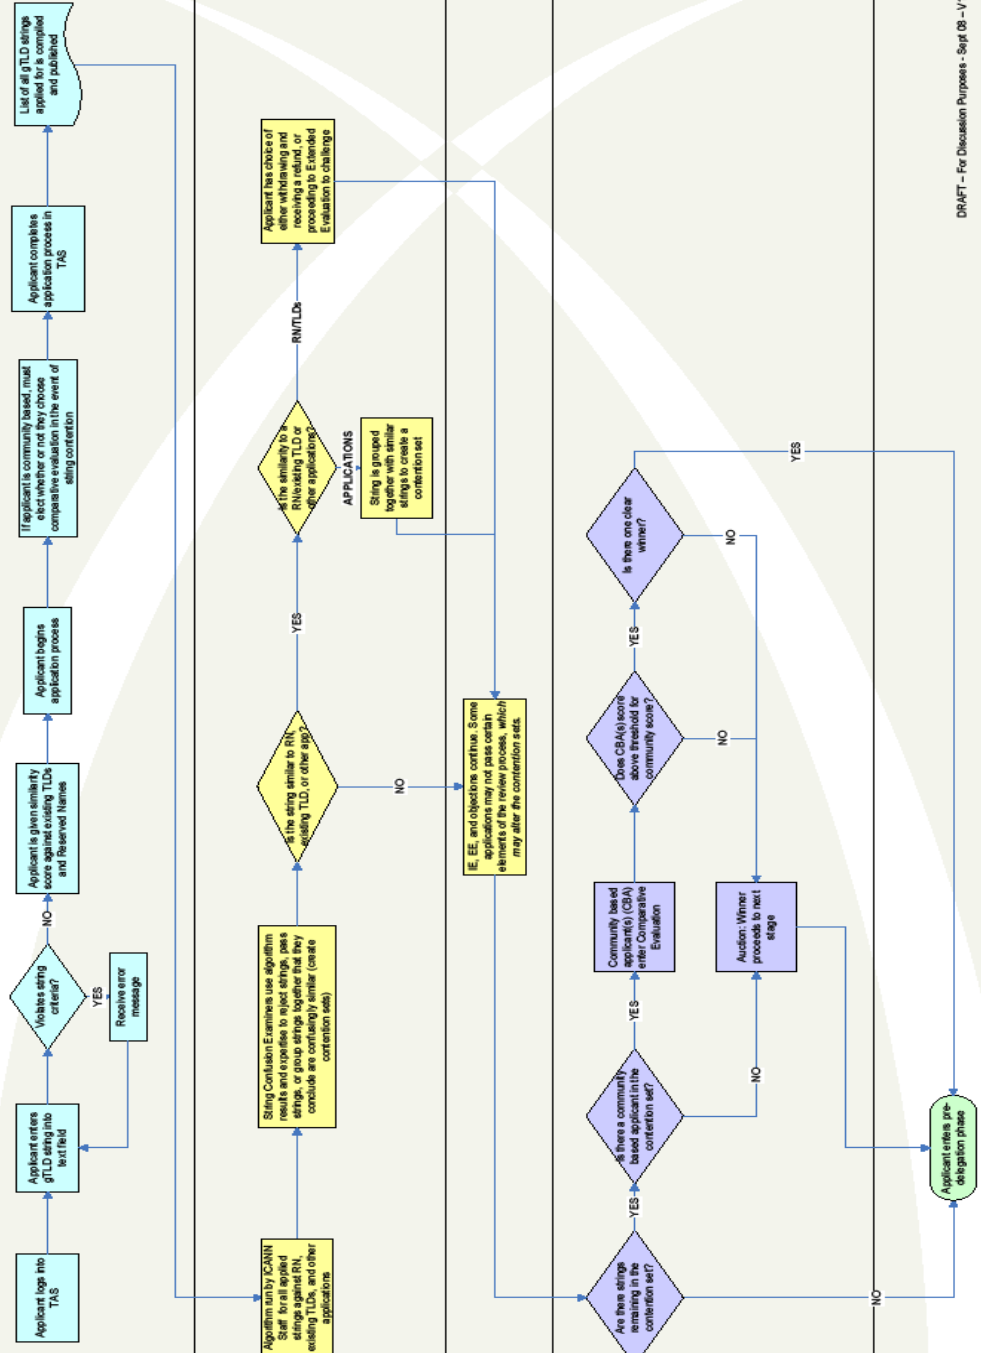 Applicant logs into
TAS
Applicant enters
gTLD string into
text field
Violates string
criteria?
YES
Receive error
message
NO
Applicant is given similarity
score against existing TLDs
and Reserved Names
Applicant begins
application process
If applicant is community based, must
elect whether or not they choose
comparative evaluation in the event of
string contention
Applicant completes
application process in
TAS
List of all gTLD strings
applied for is compiled
and published
Algorithm run by ICANN
Staff for all applied
strings against RN,
existing TLDs, and other
applications
String Confusion Examiners use algorithm
results and expertise to reject strings, pass
strings, or group strings together that they
conclude are confusingly similar (create
contention sets)
Is the string similar to RN,
existing TLD, or other app?
YES
NO
Is the similarity to a
RN/existing TLD or
other applications?
RN/TLDs
APPLICATIONS
Applicant has choice of
either withdrawing and
receiving a refund, or
proceeding to Extended
Evaluation to challenge
String is grouped
together with similar
strings to create a
contention set
IE, EE, and objections continue. Some
applications may not pass certain
elements of the review process, which
may alter the contention sets.
Are there strings
remaining in the
contention set?
YES
NO
Is there a community
based applicant in the
contention set?
YES
NO
Community based
applicant(s) (CBA)
enter Comparative
Evaluation
Auction: Winner
proceeds to next
stage
Does CBA(s) score
above threshold for
community score?
YES
NO
Is there one clear
winner?
NO
YES
Applicant enters pre-
delegation phase
DRAFT – For Discussion Purposes - Sept 08 – V